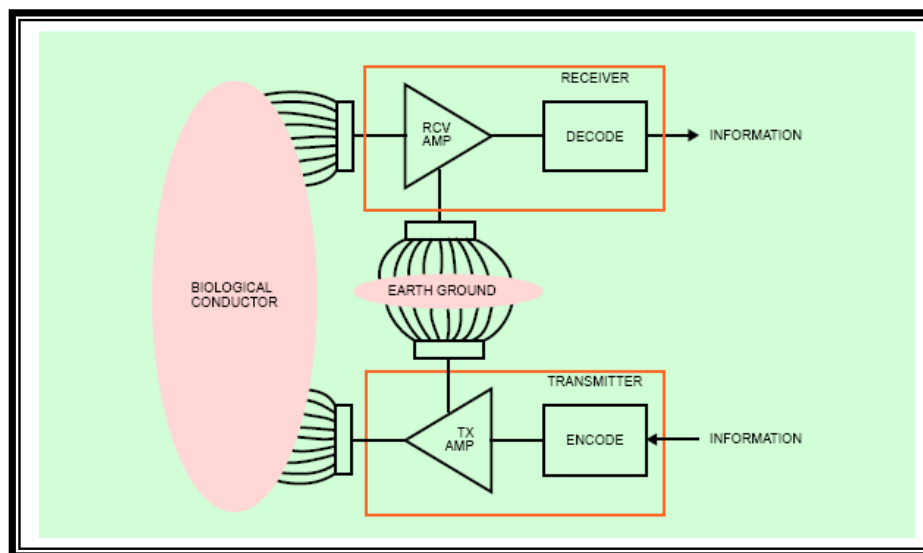 RECEIVER
RCV
AMP
DECODE
INFORMATION
BIOLOGICAL
CONDUCTOR
EARTH GROUND
TRANSMITTER
TX
AMP
ENCODE
INFORMATION